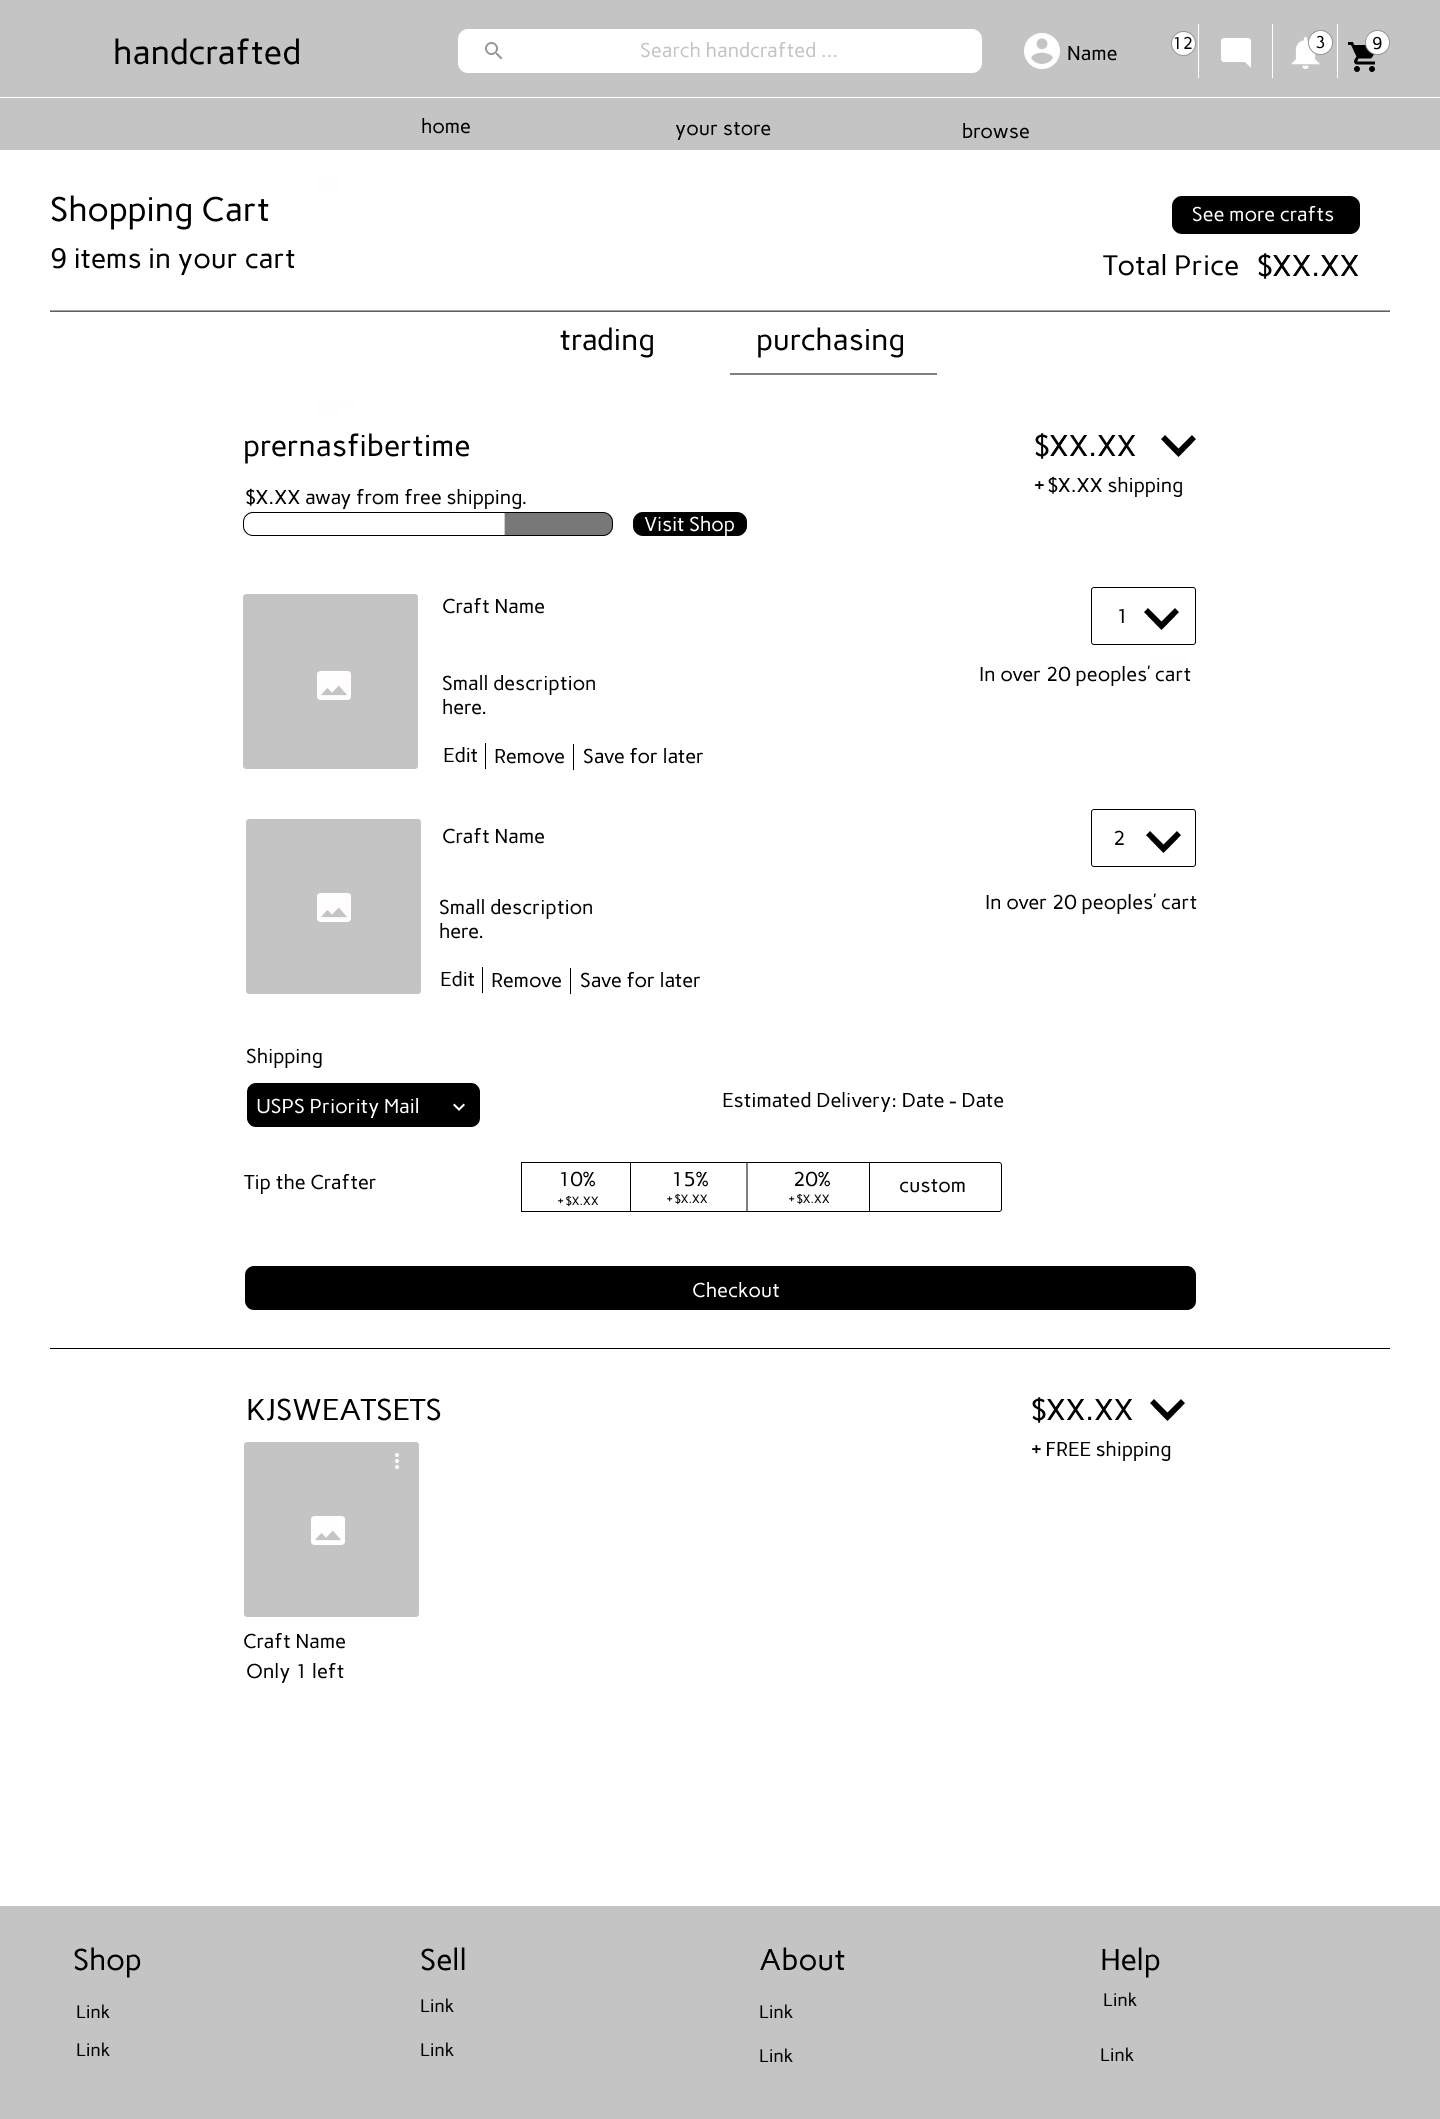 handcrafted
Search handcrafted ...
Name
12
3
9
home
your store
browse
Shopping Cart
See more crafts
9 items in your cart
Total Price $XX.XX
trading
purchasing
prernasfibertime
$XX.XX
+$X.XX shipping
$X.XX away from free shipping.
Visit Shop
Craft Name
1
In over 20 peoples' cart
Small description
here.
Edit | Remove | Save for later
Craft Name
2
In over 20 peoples' cart
Small description
here.
Edit | Remove | Save for later
Shipping
USPS Priority Mail
Estimated Delivery: Date - Date
Tip the Crafter
10%
+$X.XX
15%
+$X.XX
20%
+$X.XX
custom
Checkout
KJSWEATSETS
$XX.XX
+FREE shipping
Craft Name
Only 1 left
Shop
Link
Link
Sell
Link
Link
About
Link
Link
Help
Link
Link